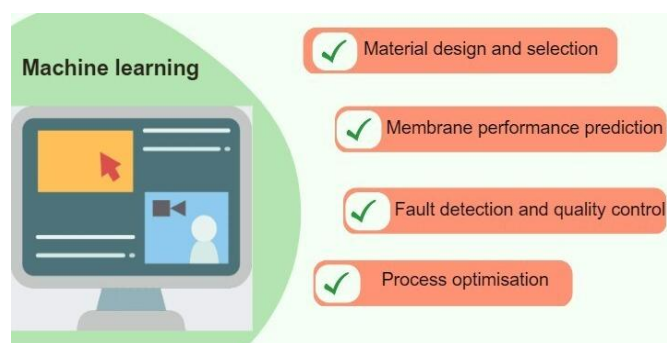 Machine learning
Material design and selection
Membrane performance prediction
Fault detection and quality control
Process optimisation